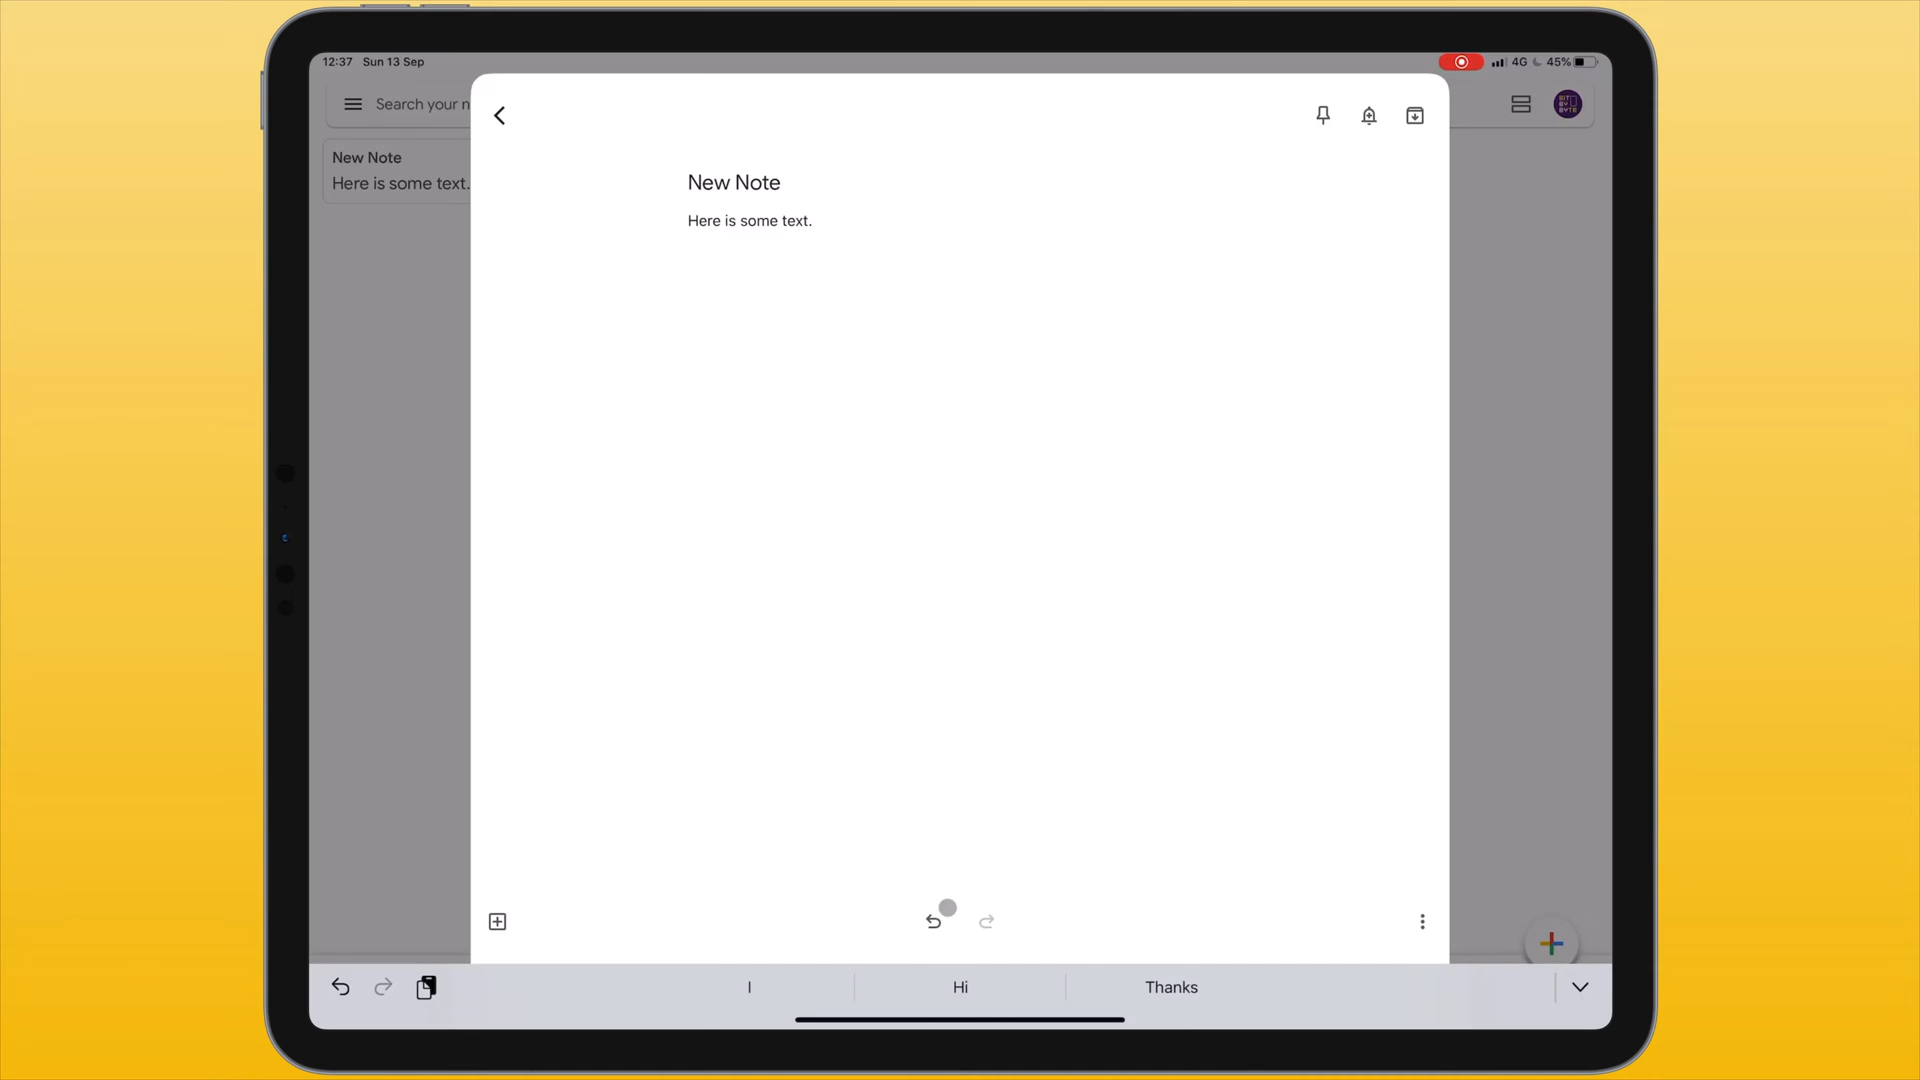 12:37 Sun 13 Sep
4G 45%
Search your n
New Note
Here is some text.
New Note
Here is some text.
I Hi Thanks